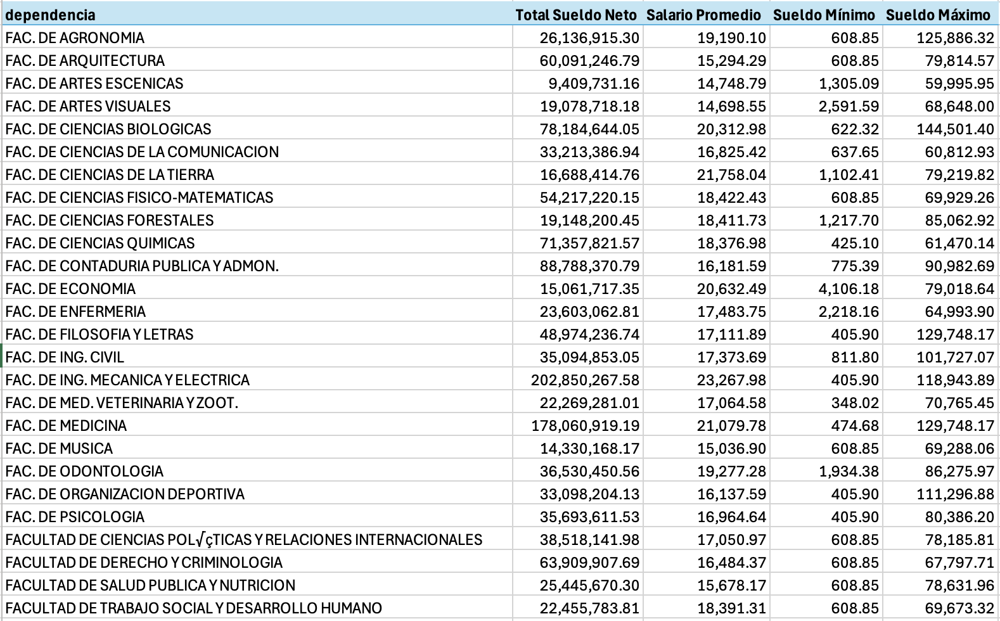 dependencia Total Sueldo Neto Salario Promedio Sueldo Mínimo Sueldo Máximo
FAC. DE AGRONOMIA 26,136,915.30 19,190.10 608.85 125,886.32
FAC. DE ARQUITECTURA 60,091,246.79 15,294.29 608.85 79,814.57
FAC. DE ARTES ESCENICAS 9,409,731.16 14,748.79 1,305.09 59,995.95
FAC. DE ARTES VISUALES 19,078,718.18 14,698.55 2,591.59 68,648.00
FAC. DE CIENCIAS BIOLOGICAS 78,184,644.05 20,312.98 622.32 144,501.40
FAC. DE CIENCIAS DE LA COMUNICACION 33,213,386.94 16,825.42 637.65 60,812.93
FAC. DE CIENCIAS DE LA TIERRA 16,688,414.76 21,758.04 1,102.41 79,219.82
FAC. DE CIENCIAS FISICO-MATEMATICAS 54,217,220.15 18,422.43 608.85 69,929.26
FAC. DE CIENCIAS FORESTALES 19,148,200.45 18,411.73 1,217.70 85,062.92
FAC. DE CIENCIAS QUIMICAS 71,357,821.57 18,376.98 425.10 61,470.14
FAC. DE CONTADURIA PUBLICA Y ADMON. 88,788,370.79 16,181.59 775.39 90,982.69
FAC. DE ECONOMIA 15,061,717.35 20,632.49 4,106.18 79,018.64
FAC. DE ENFERMERIA 23,603,062.81 17,483.75 2,218.16 64,993.90
FAC. DE FILOSOFIA Y LETRAS 48,974,236.74 17,111.89 405.90 129,748.17
FAC. DE ING. CIVIL 35,094,853.05 17,373.69 811.80 101,727.07
FAC. DE ING. MECANICA Y ELECTRICA 202,850,267.58 23,267.98 405.90 118,943.89
FAC. DE MED. VETERINARIA Y ZOOT. 22,269,281.01 17,064.58 348.02 70,765.45
FAC. DE MEDICINA 178,060,919.19 21,079.78 474.68 129,748.17
FAC. DE MUSICA 14,330,168.17 15,036.90 608.85 69,288.06
FAC. DE ODONTOLOGIA 36,530,450.56 19,277.28 1,934.38 86,275.97
FAC. DE ORGANIZACION DEPORTIVA 33,098,204.13 16,137.59 405.90 111,296.88
FAC. DE PSICOLOGIA 35,693,611.53 16,964.64 405.90 80,386.20
FACULTAD DE CIENCIAS POL√çTICAS Y RELACIONES INTERNACIONALES 38,518,141.98 17,050.97 608.85 78,185.81
FACULTAD DE DERECHO Y CRIMINOLOGIA 63,909,907.69 16,484.37 608.85 67,797.71
FACULTAD DE SALUD PUBLICA Y NUTRICION 25,445,670.30 15,678.17 608.85 78,631.96
FACULTAD DE TRABAJO SOCIAL Y DESARROLLO HUMANO 22,455,783.81 18,391.31 608.85 69,673.32